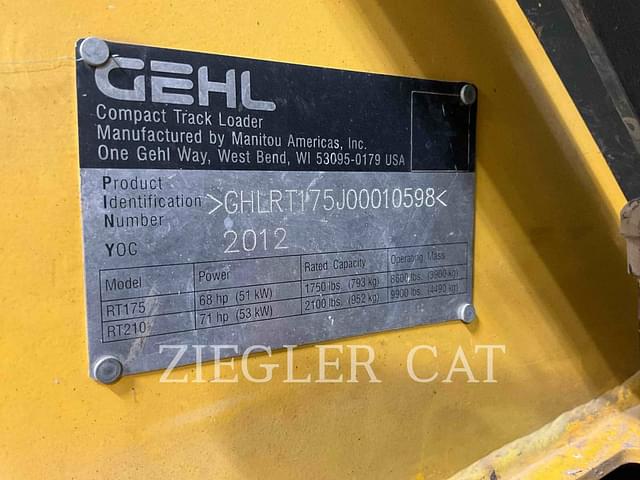 GEHL
Compact Track Loader
Manufactured by Manitou Americas, Inc.
One Gehl Way, West Bend, WI 53095-0179 USA
Product
Identification >GHLRT175J00010598<
Number
YOC 2012
Model Power Rated Capacity Operating Mass
RT175 68 hp (51 kW) 1750 lbs. (793 kg) 8600 lbs. (3900 kg)
RT210 71 hp (53 kW) 2100 lbs. (952 kg) 9900 lbs. (4490 kg)
ZIEGLER CAT